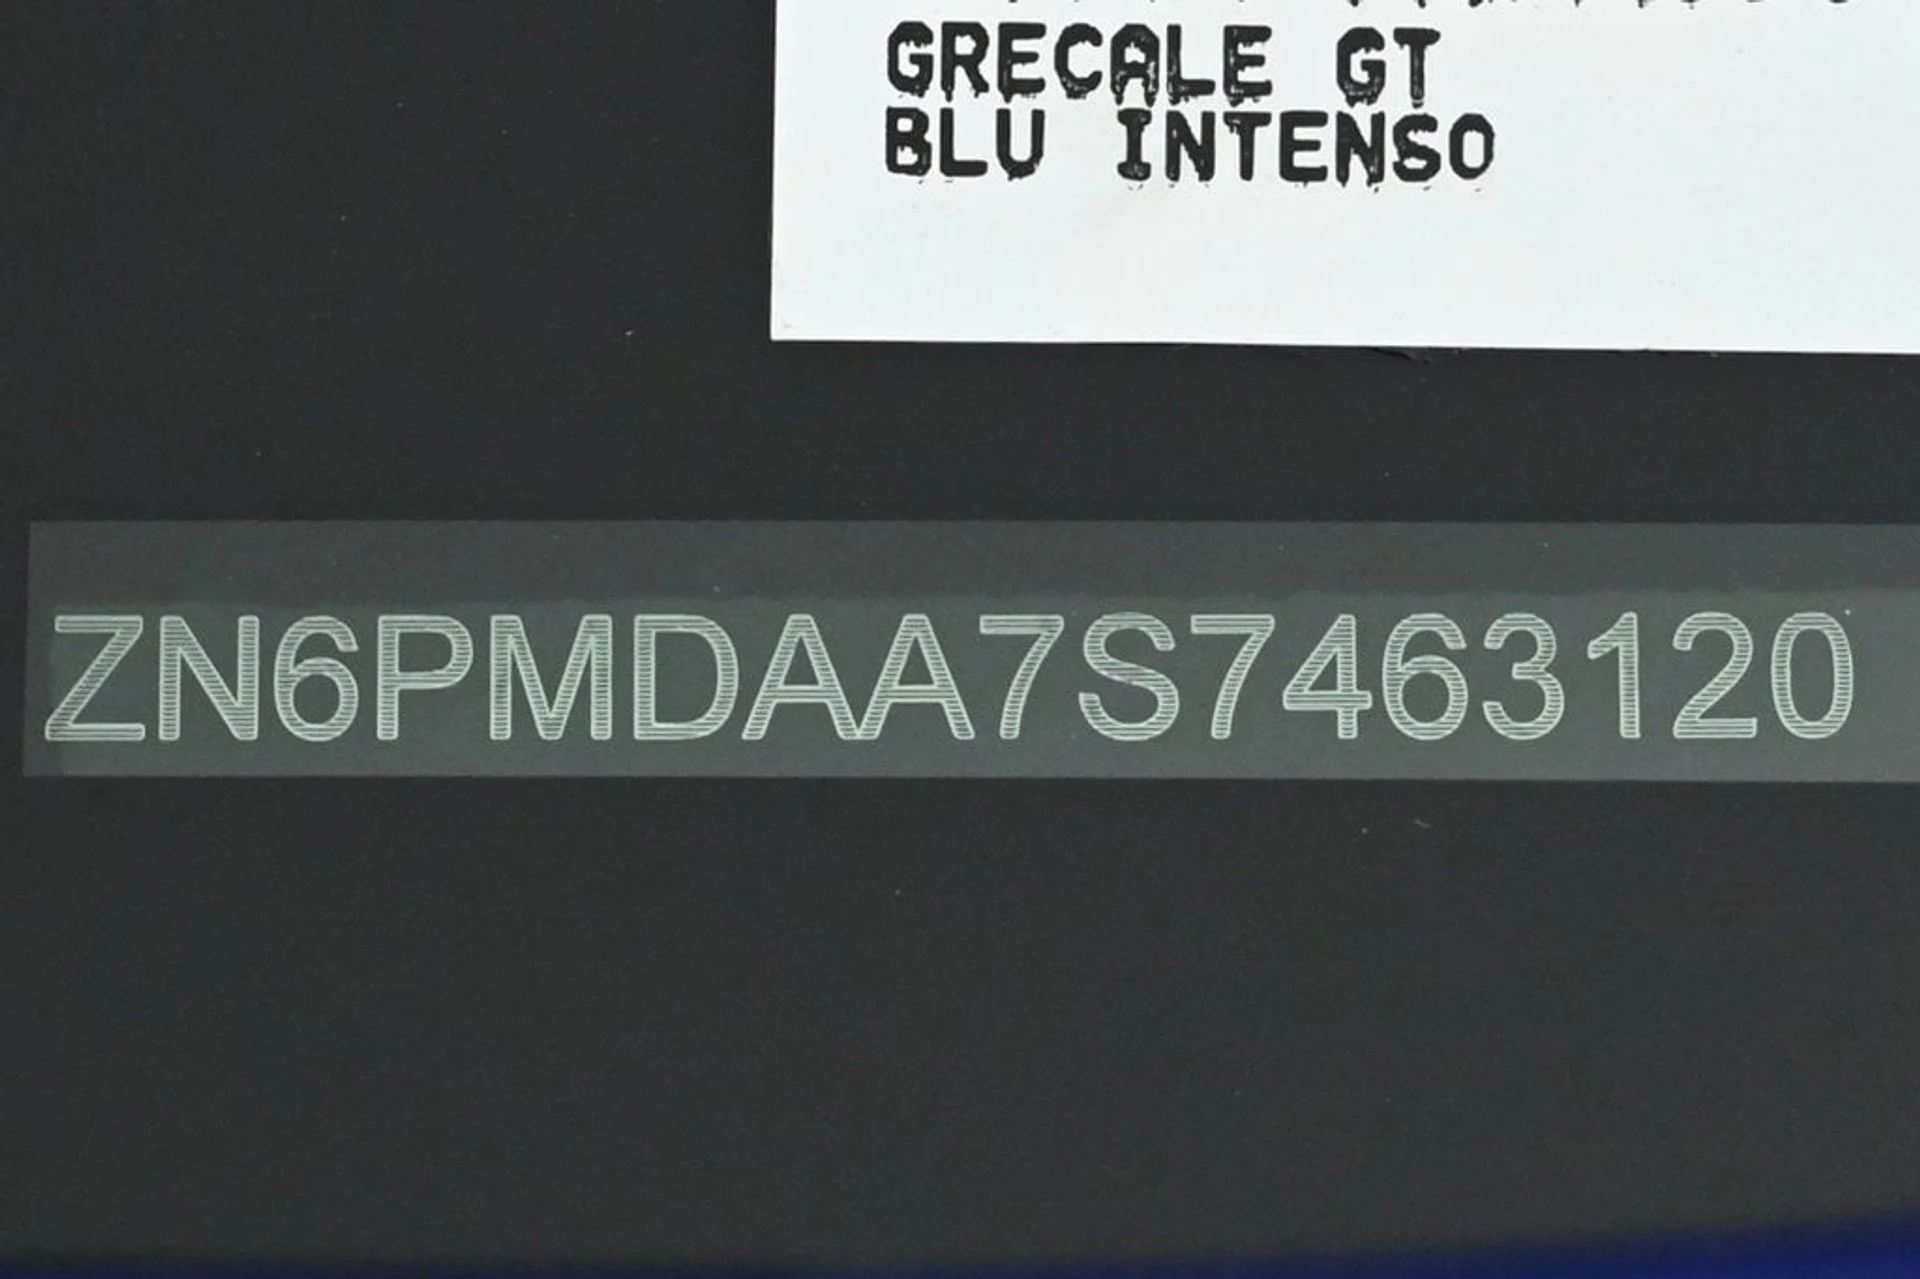 GRECALE GT
BLU INTENSO
ZN6PMDAA7S7463120